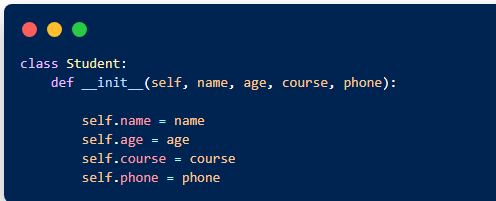 class Student:
    def __init__(self, name, age, course, phone):
        self.name = name
        self.age = age
        self.course = course
        self.phone = phone